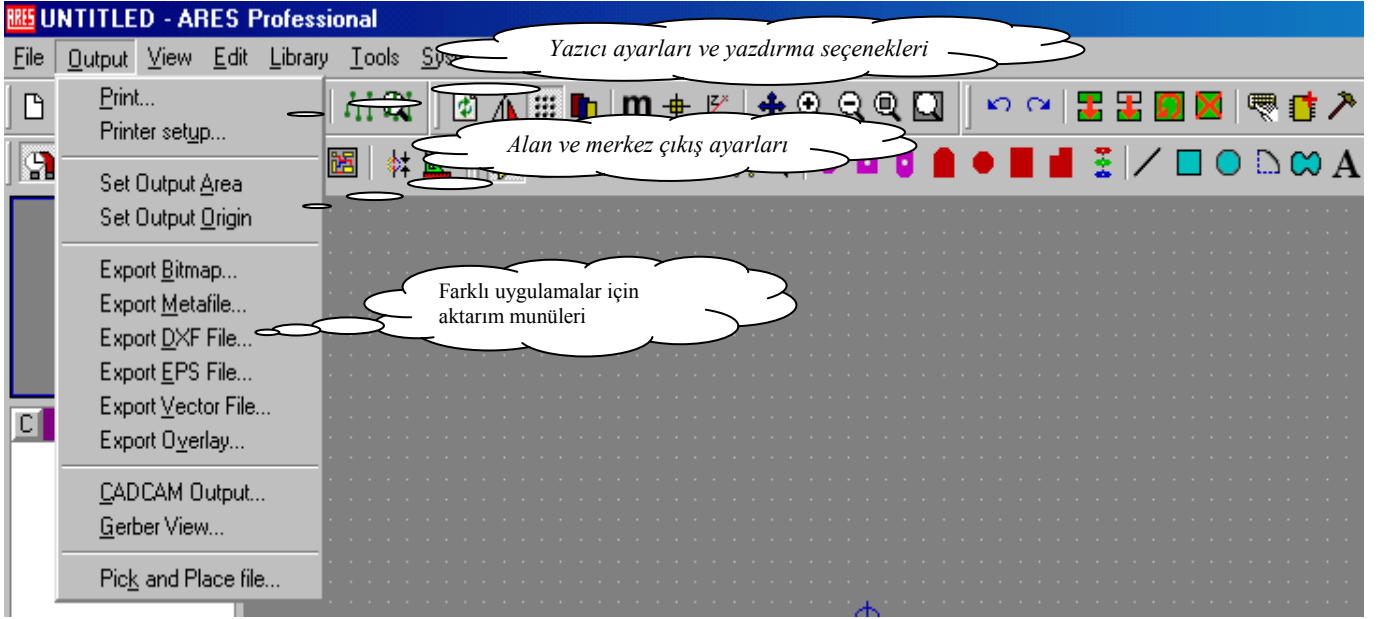 ARES UNTITLED - ARES Professional
File Output View Edit Library Tools
Yazıcı ayarları ve yazdırma seçenekleri
Print...
Printer setup...
Alan ve merkez çıkış ayarları
Set Output Area
Set Output Origin
Export Bitmap...
Export Metafile...
Export DXF File...
Export EPS File...
Export Vector File...
Export Overlay...
Farklı uygulamalar için
aktarım munüleri
C
CADCAM Output...
Gerber View...
Pick and Place file...
m
A